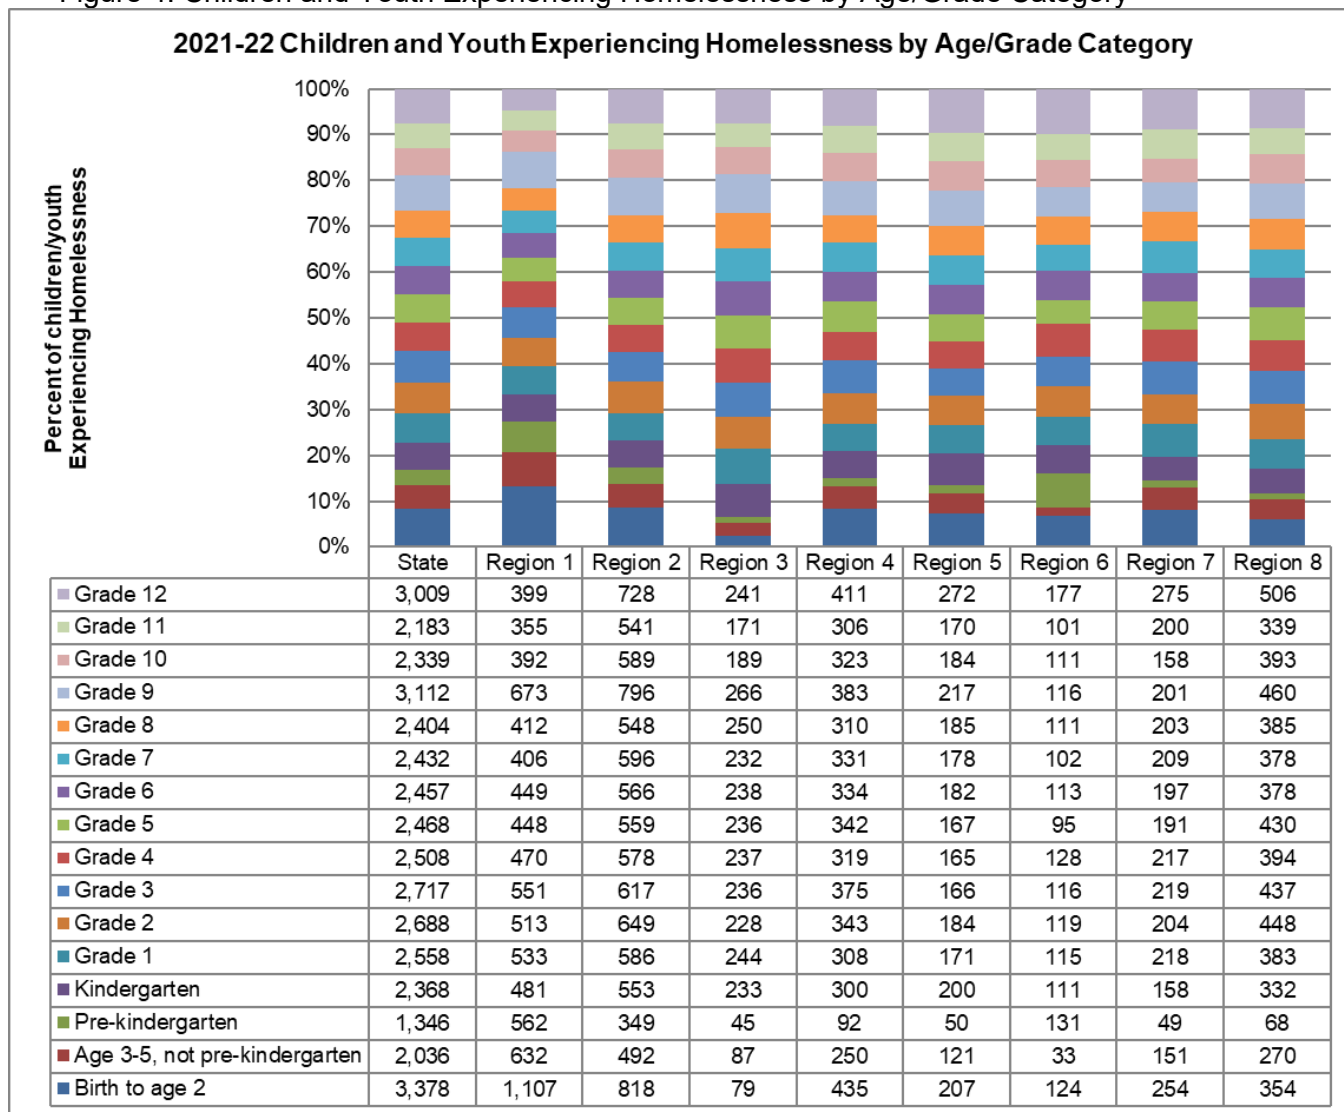 Figure 4: Children and Youth Experiencing Homelessness by Age/Grade Category
2021-22 Children and Youth Experiencing Homelessness by Age/Grade Category
Percent of children/youth
Experiencing Homelessness
100%
90%
80%
70%
60%
50%
40%
30%
20%
10%
0%
State Region 1 Region 2 Region 3 Region 4 Region 5 Region 6 Region 7 Region 8
Grade 12 3,009 399 728 241 411 272 177 275 506
Grade 11 2,183 355 541 171 306 170 101 200 339
Grade 10 2,339 392 589 189 323 184 111 158 393
Grade 9 3,112 673 796 266 383 217 116 201 460
Grade 8 2,404 412 548 250 310 185 111 203 385
Grade 7 2,432 406 596 232 331 178 102 209 378
Grade 6 2,457 449 566 238 334 182 113 197 378
Grade 5 2,468 448 559 236 342 167 95 191 430
Grade 4 2,508 470 578 237 319 165 128 217 394
Grade 3 2,717 551 617 236 375 166 116 219 437
Grade 2 2,688 513 649 228 343 184 119 204 448
Grade 1 2,558 533 586 244 308 171 115 218 383
Kindergarten 2,368 481 553 233 300 200 111 158 332
Pre-kindergarten 1,346 562 349 45 92 50 131 49 68
Age 3-5, not pre-kindergarten 2,036 632 492 87 250 121 33 151 270
Birth to age 2 3,378 1,107 818 79 435 207 124 254 354